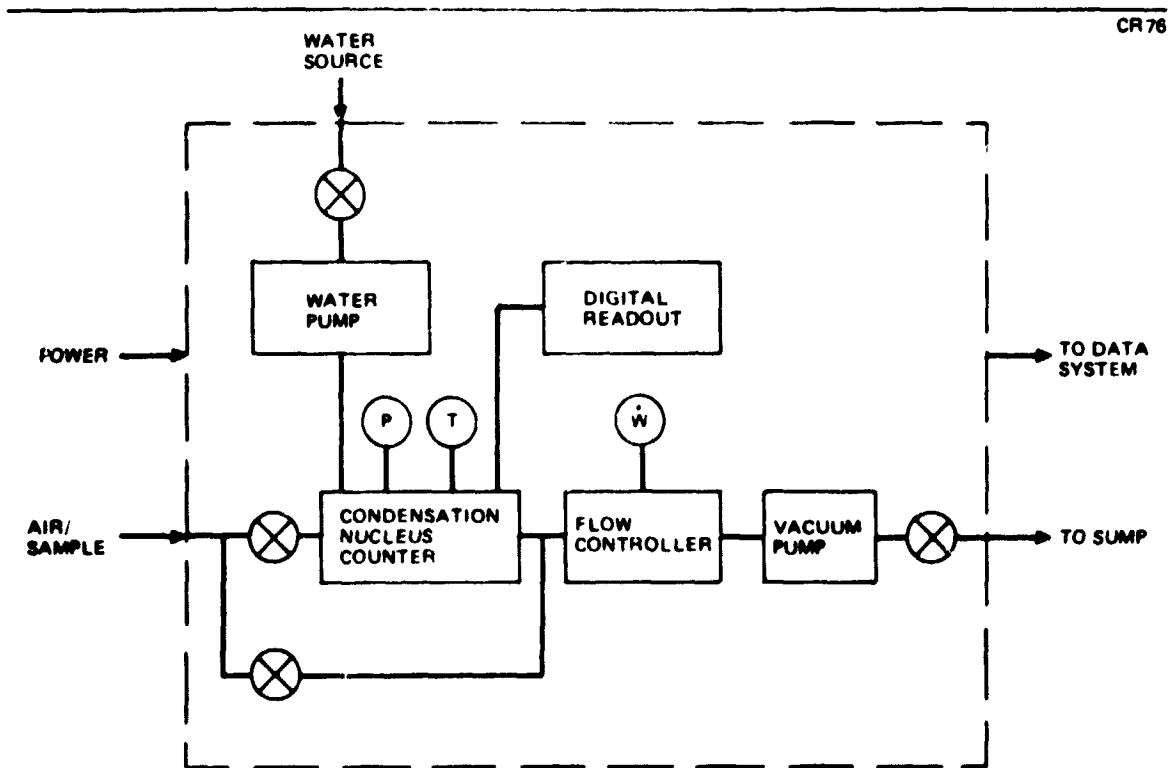 CR76
WATER
SOURCE
WATER
PUMP
DIGITAL
READOUT
POWER
TO DATA
SYSTEM
P
T
Ẇ
AIR/
SAMPLE
CONDENSATION
NUCLEUS
COUNTER
FLOW
CONTROLLER
VACUUM
PUMP
TO SUMP